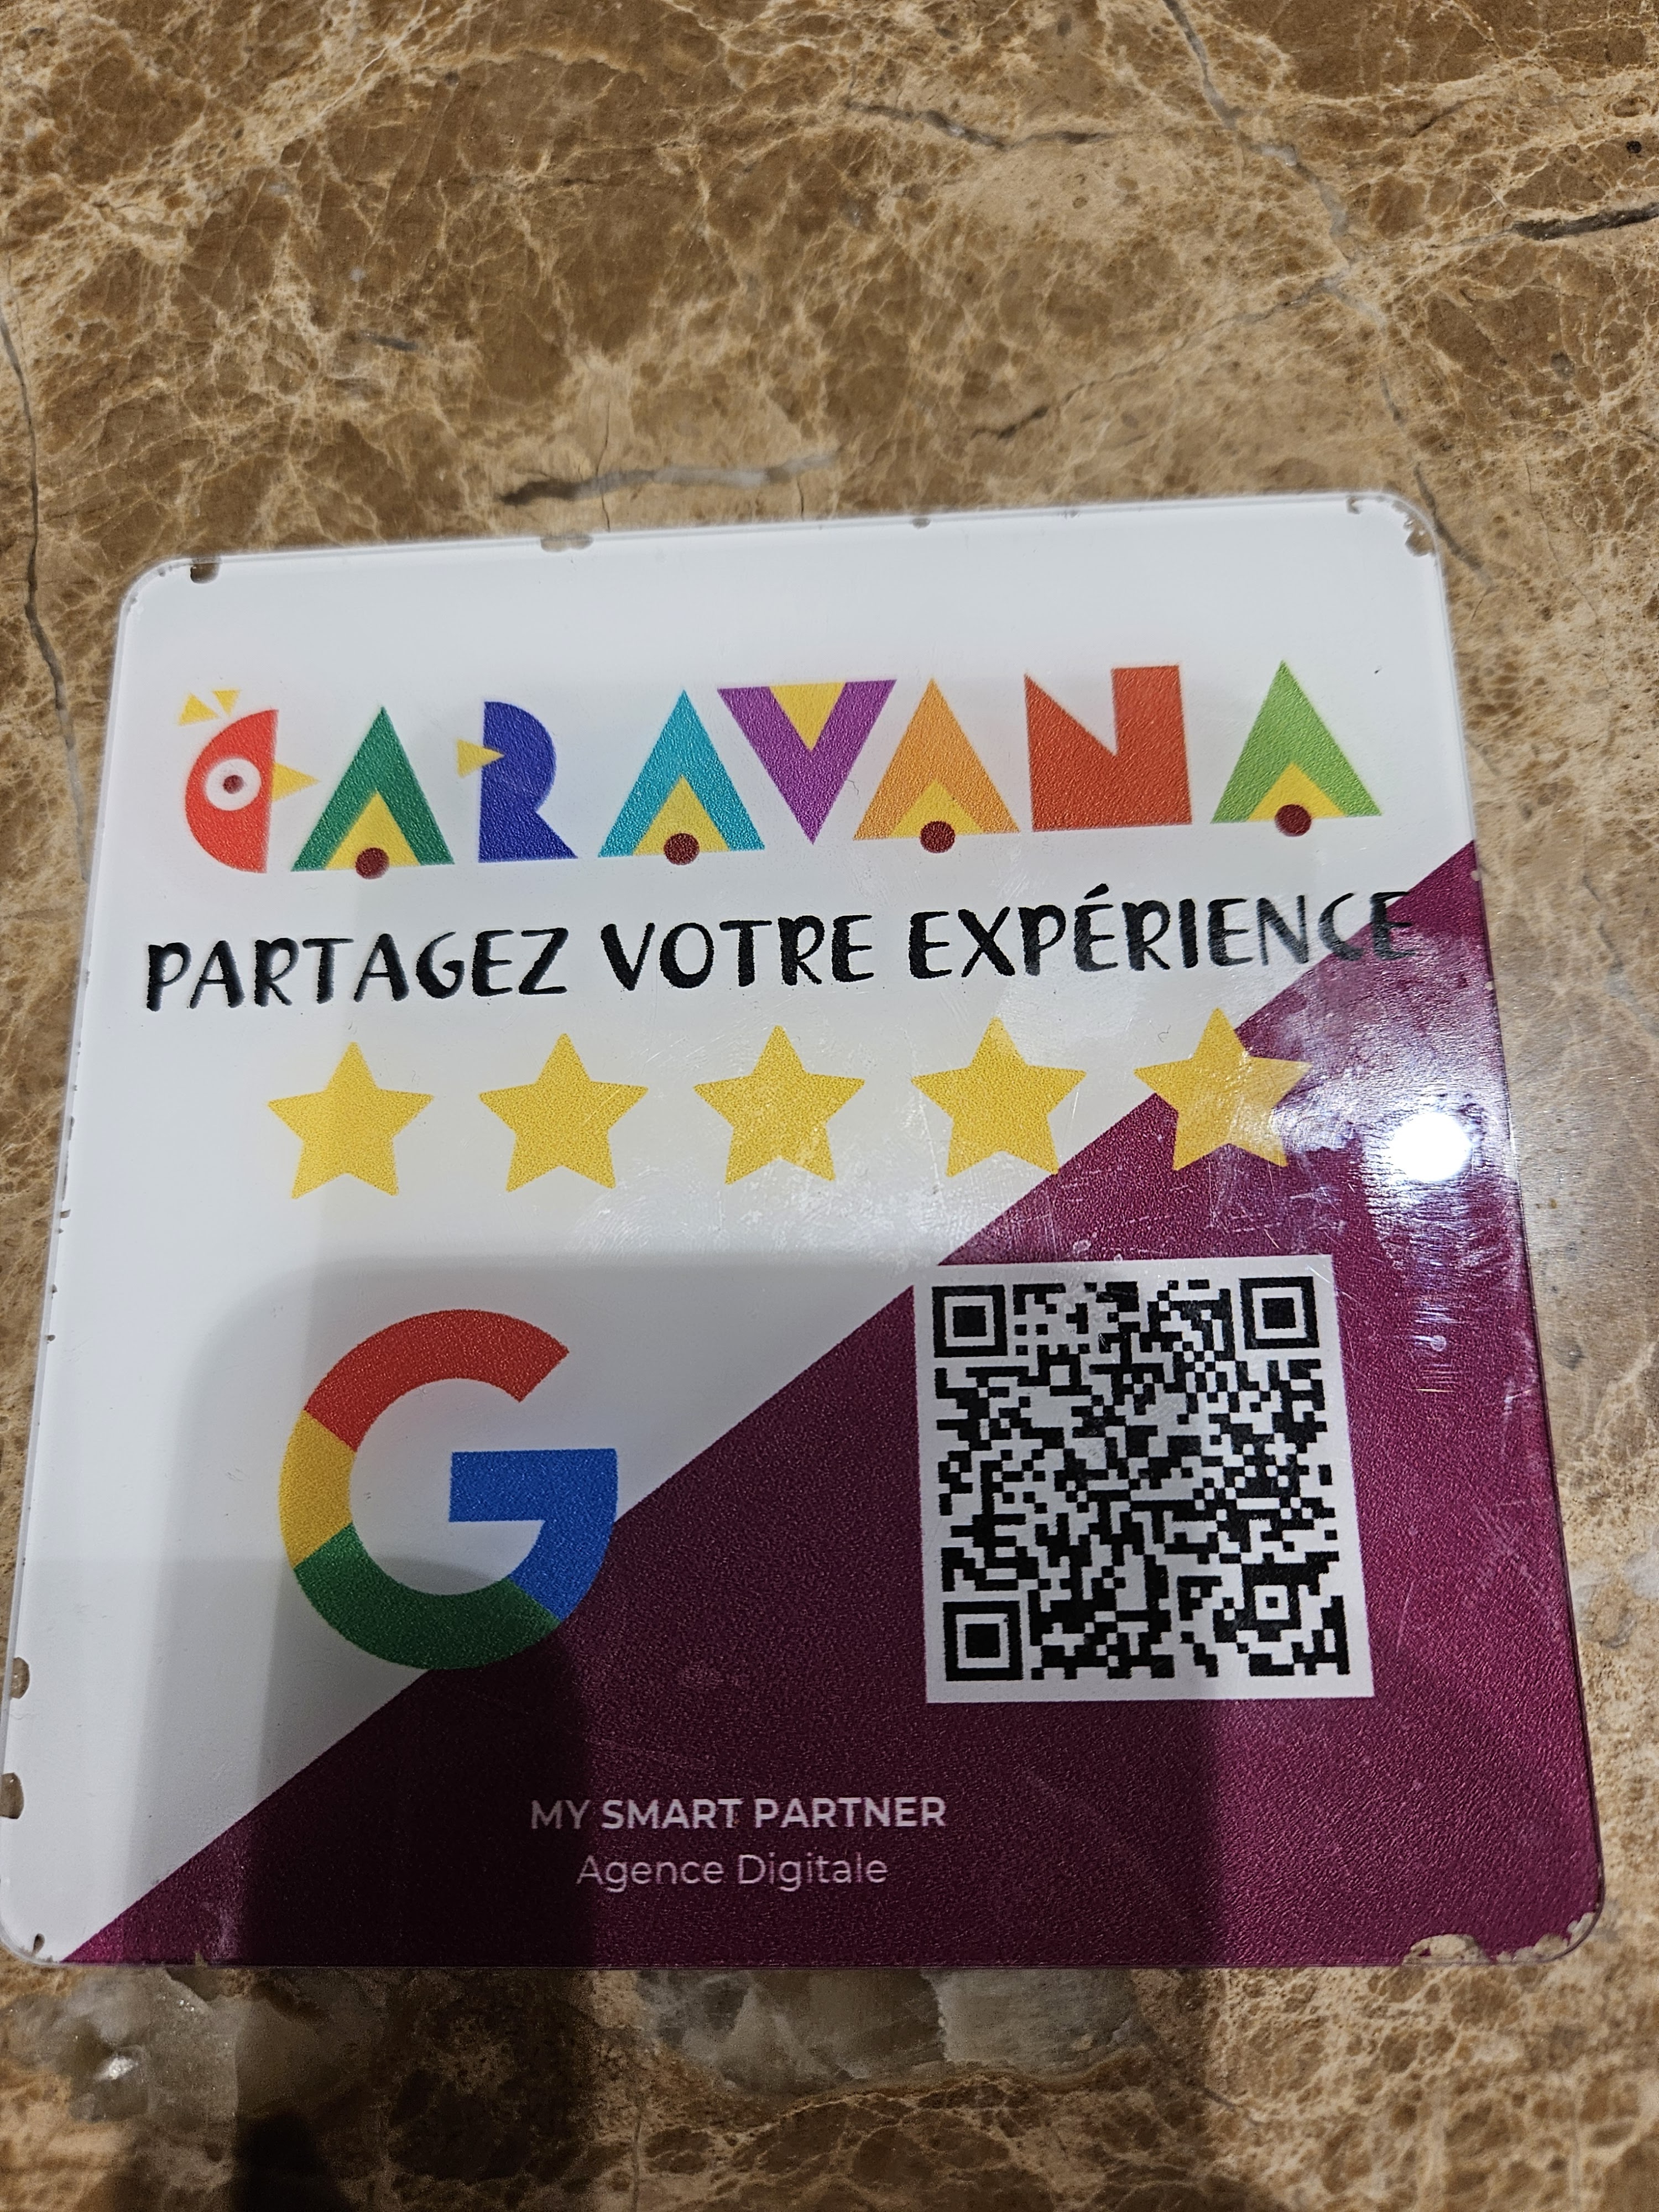 CARAVANA
PARTAGEZ VOTRE EXPÉRIENCE
G
MY SMART PARTNER
Agence Digitale